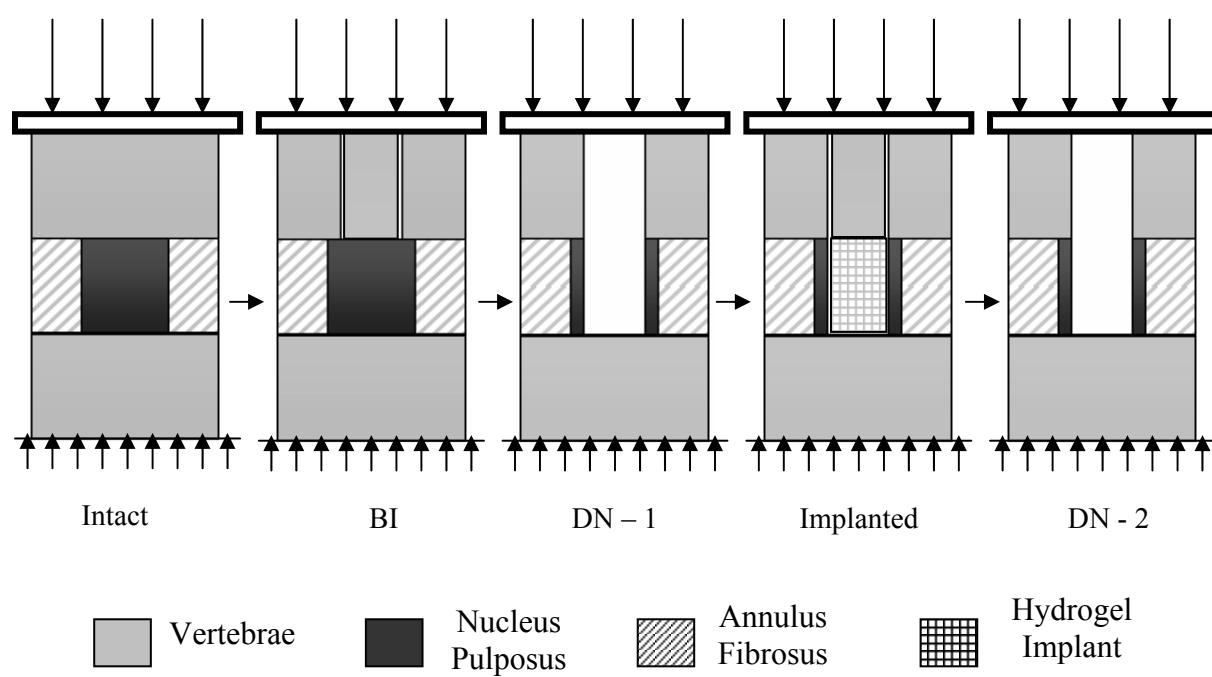 Intact
BI
DN – 1
Implanted
DN - 2
Vertebrae
Nucleus
Pulposus
Annulus
Fibrosus
Hydrogel
Implant